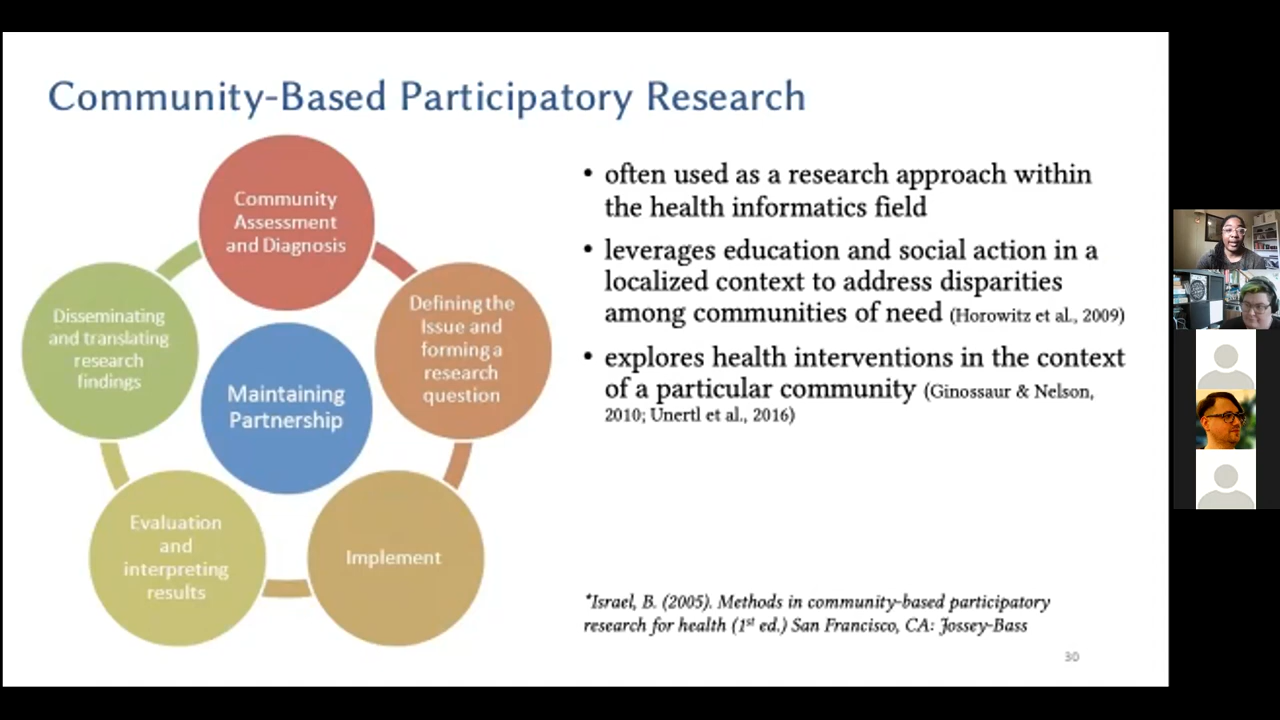 Community-Based Participatory Research
Community
Assessment
and Diagnosis
Defining the
Issue and
forming a
research
question
Implement
Evaluation
and
interpreting
results
Disseminating
and translating
research
findings
Maintaining
Partnership
• often used as a research approach within
the health informatics field
• leverages education and social action in a
localized context to address disparities
among communities of need (Horowitz et al., 2009)
• explores health interventions in the context
of a particular community (Ginossaur & Nelson,
2010; Unertl et al., 2016)
*Israel, B. (2005). Methods in community-based participatory
research for health (1st ed.) San Francisco, CA: Jossey-Bass
30